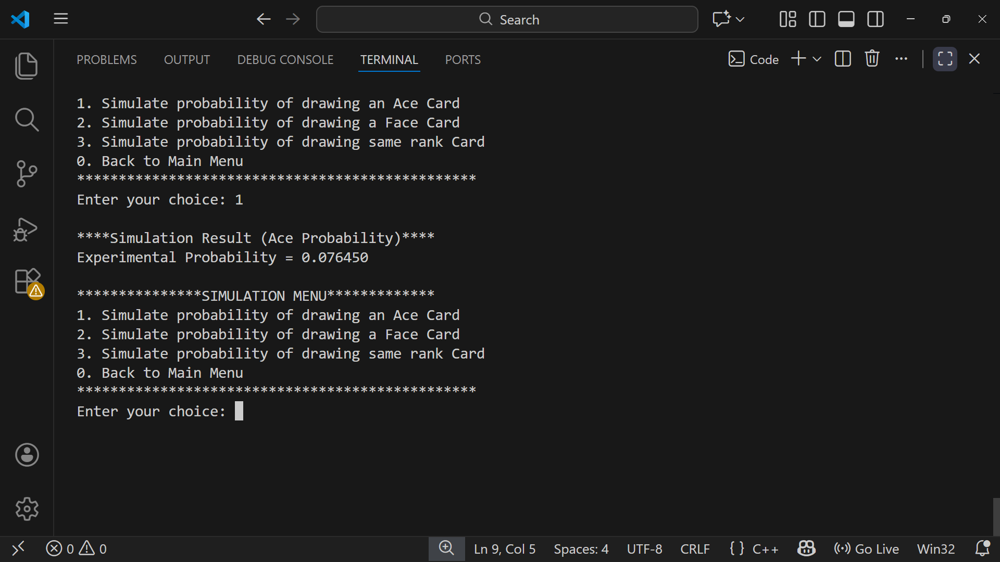 Search
PROBLEMS OUTPUT DEBUG CONSOLE TERMINAL PORTS Code
1. Simulate probability of drawing an Ace Card
2. Simulate probability of drawing a Face Card
3. Simulate probability of drawing same rank Card
0. Back to Main Menu
************************************************
Enter your choice: 1
****Simulation Result (Ace Probability)****
Experimental Probability = 0.076450
***************SIMULATION MENU*************
1. Simulate probability of drawing an Ace Card
2. Simulate probability of drawing a Face Card
3. Simulate probability of drawing same rank Card
0. Back to Main Menu
************************************************
Enter your choice:
0 0 Ln 9, Col 5 Spaces: 4 UTF-8 CRLF {} C++ Go Live Win32